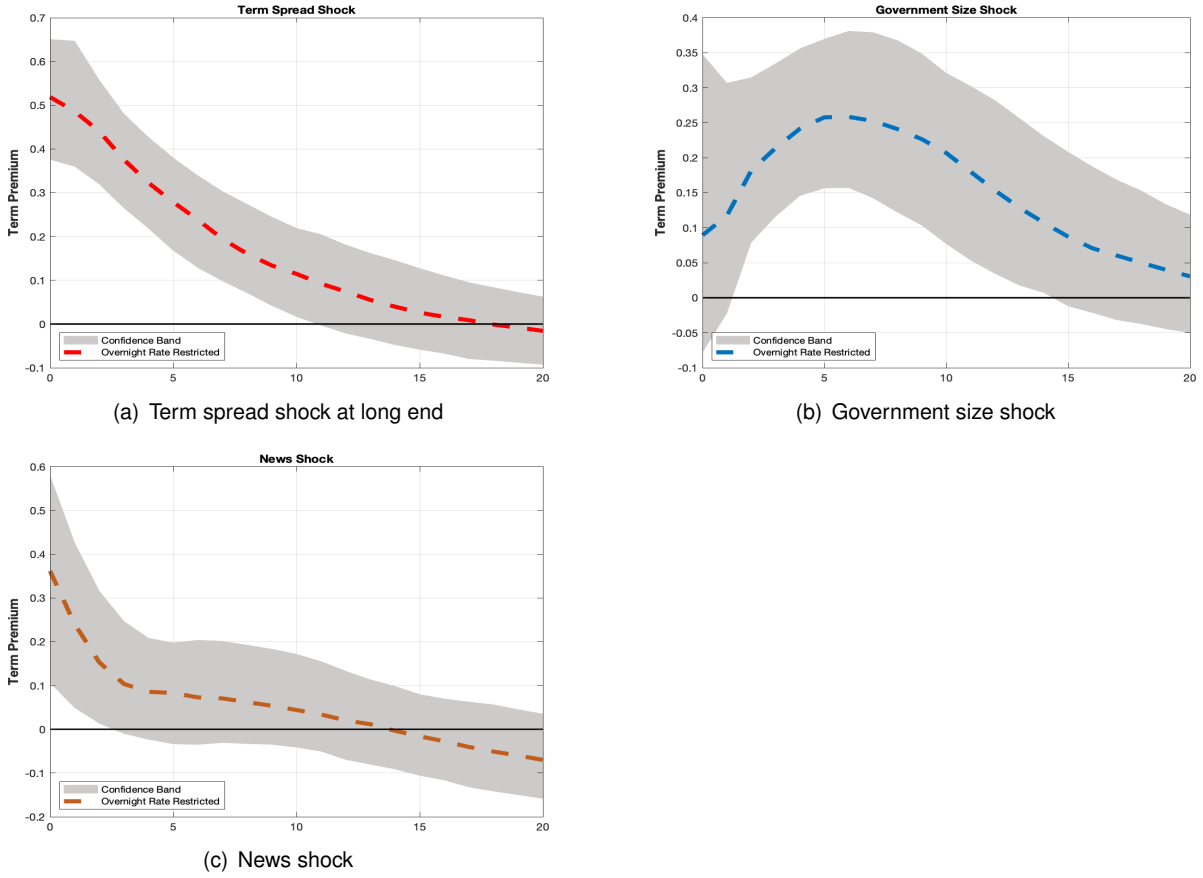 Term Spread Shock
0.7
0.6
0.5
0.4
0.3
0.2
0.1
0
-0.1
Term Premium
Confidence Band
Overnight Rate Restricted
0 5 10 15 20
(a) Term spread shock at long end
Government Size Shock
0.4
0.35
0.3
0.25
0.2
0.15
0.1
0.05
0
-0.05
-0.1
Term Premium
Confidence Band
Overnight Rate Restricted
0 5 10 15 20
(b) Government size shock
News Shock
0.6
0.5
0.4
0.3
0.2
0.1
0
-0.1
-0.2
Term Premium
Confidence Band
Overnight Rate Restricted
0 5 10 15 20
(c) News shock